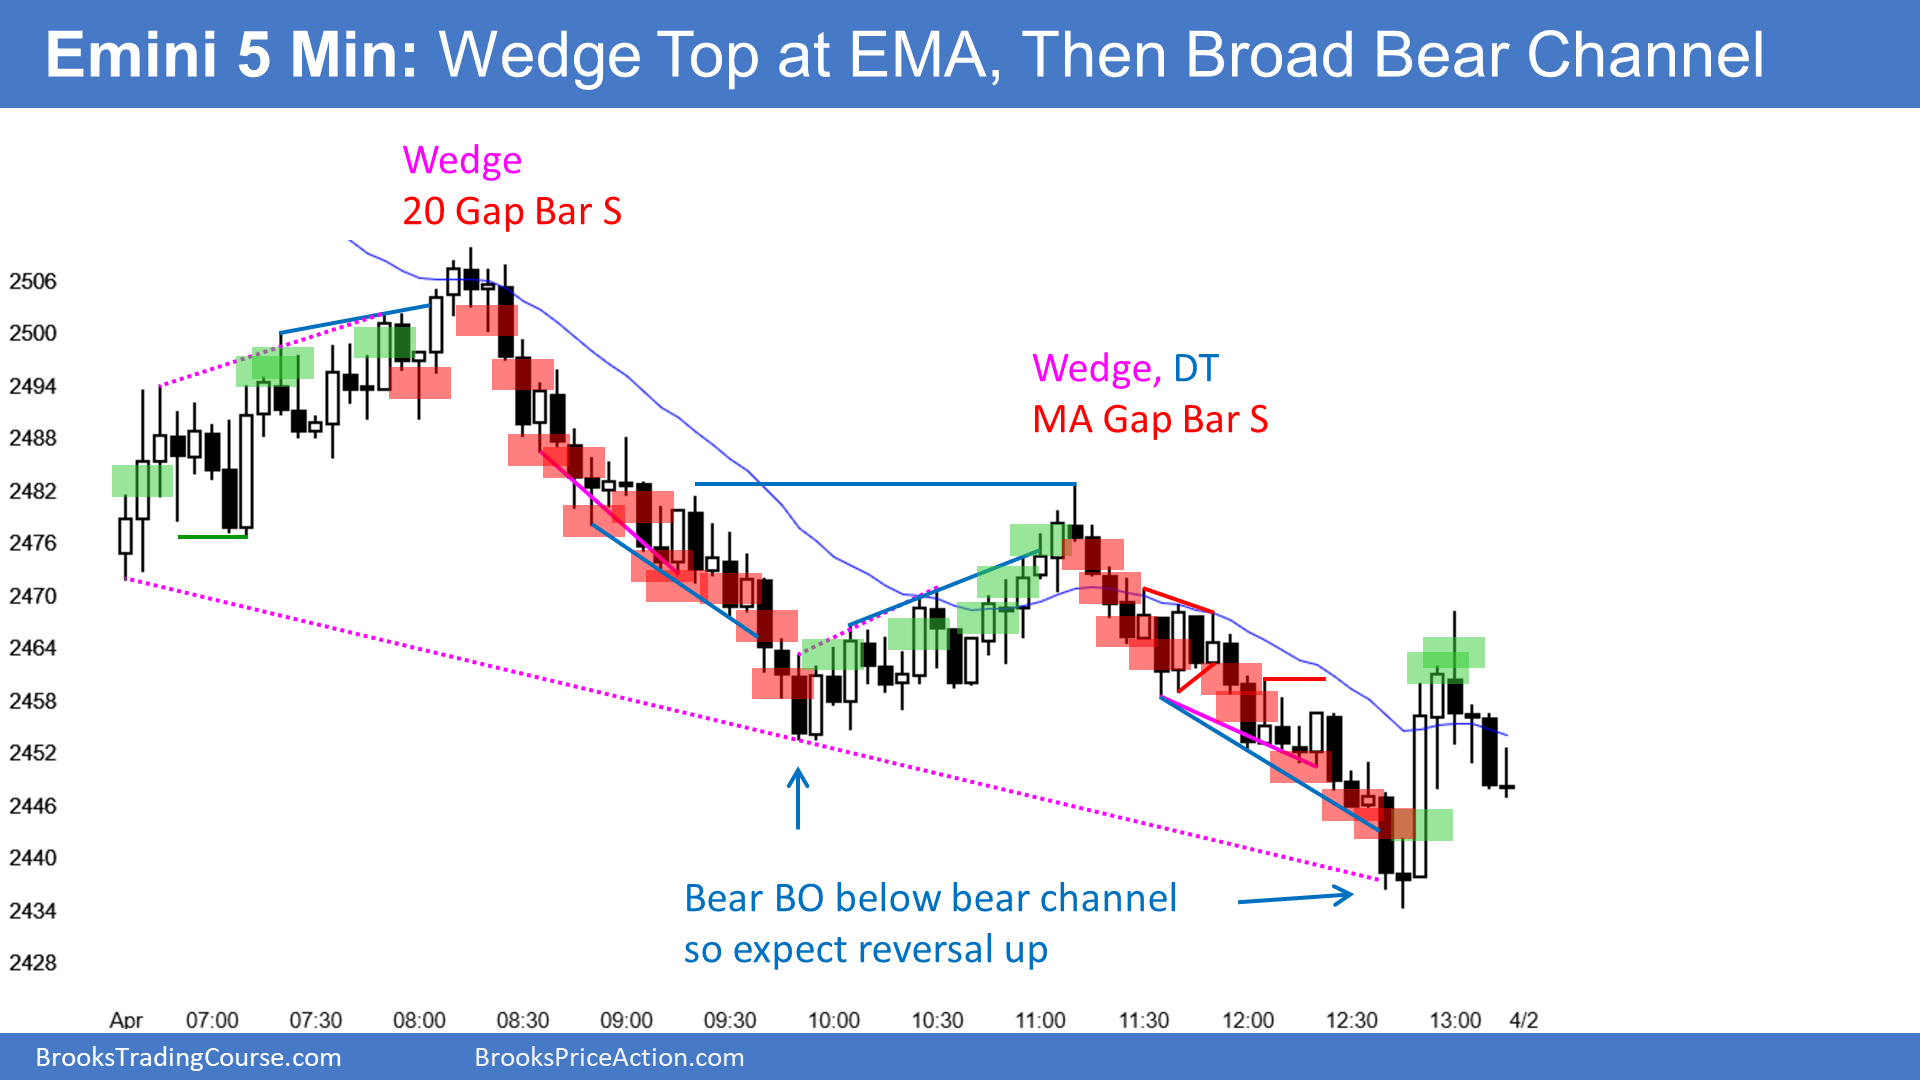 Emini 5 Min: Wedge Top at EMA, Then Broad Bear Channel
Wedge
20 Gap Bar S
Wedge, DT
MA Gap Bar S
2506
2500
2494
2488
2482
2476
2470
2464
2458
2452
2446
2440
2434
2428
Bear BO below bear channel
so expect reversal up
Apr 07:00 07:30 08:00 08:30 09:00 09:30 10:00 10:30 11:00 11:30 12:00 12:30 13:00 4/2
BrooksTradingCourse.com BrooksPriceAction.com